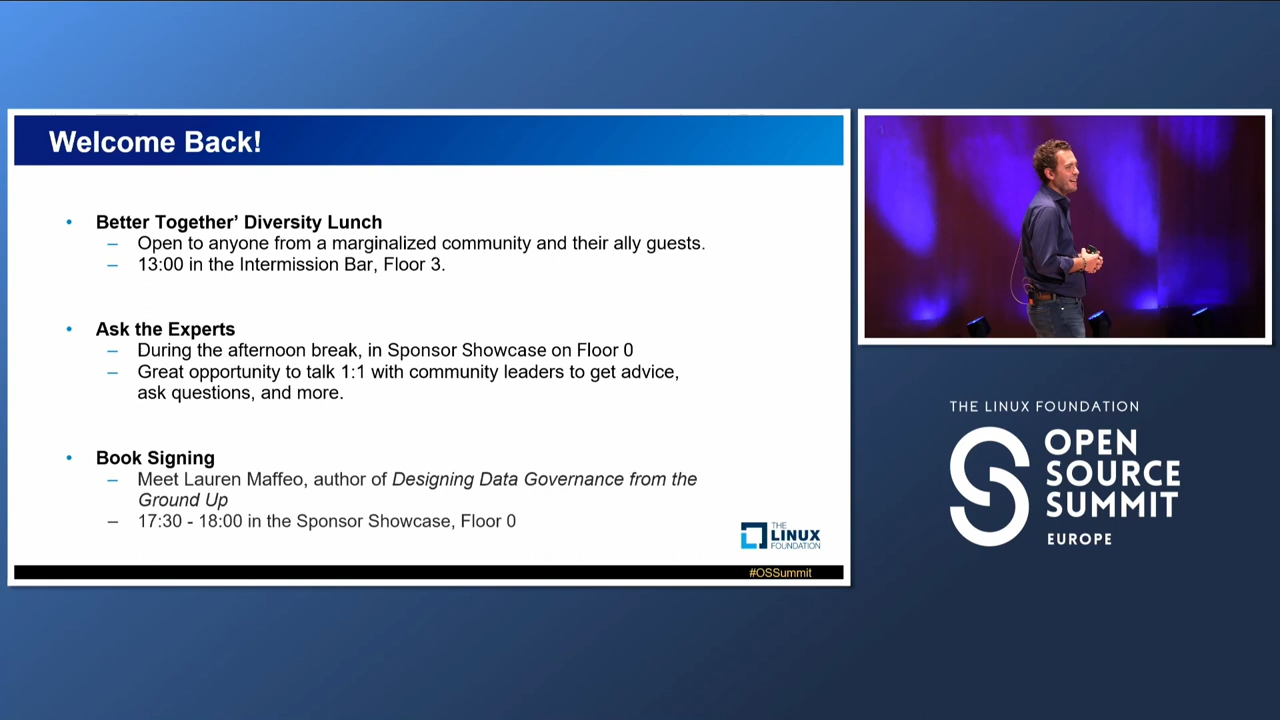 Welcome Back!
• Better Together’ Diversity Lunch
– Open to anyone from a marginalized community and their ally guests.
– 13:00 in the Intermission Bar, Floor 3.
• Ask the Experts
– During the afternoon break, in Sponsor Showcase on Floor 0
– Great opportunity to talk 1:1 with community leaders to get advice,
ask questions, and more.
• Book Signing
– Meet Lauren Maffeo, author of Designing Data Governance from the
Ground Up
– 17:30 - 18:00 in the Sponsor Showcase, Floor 0
THE
LINUX
FOUNDATION
#OSSummit
THE LINUX FOUNDATION
OPEN
SOURCE
SUMMIT
EUROPE